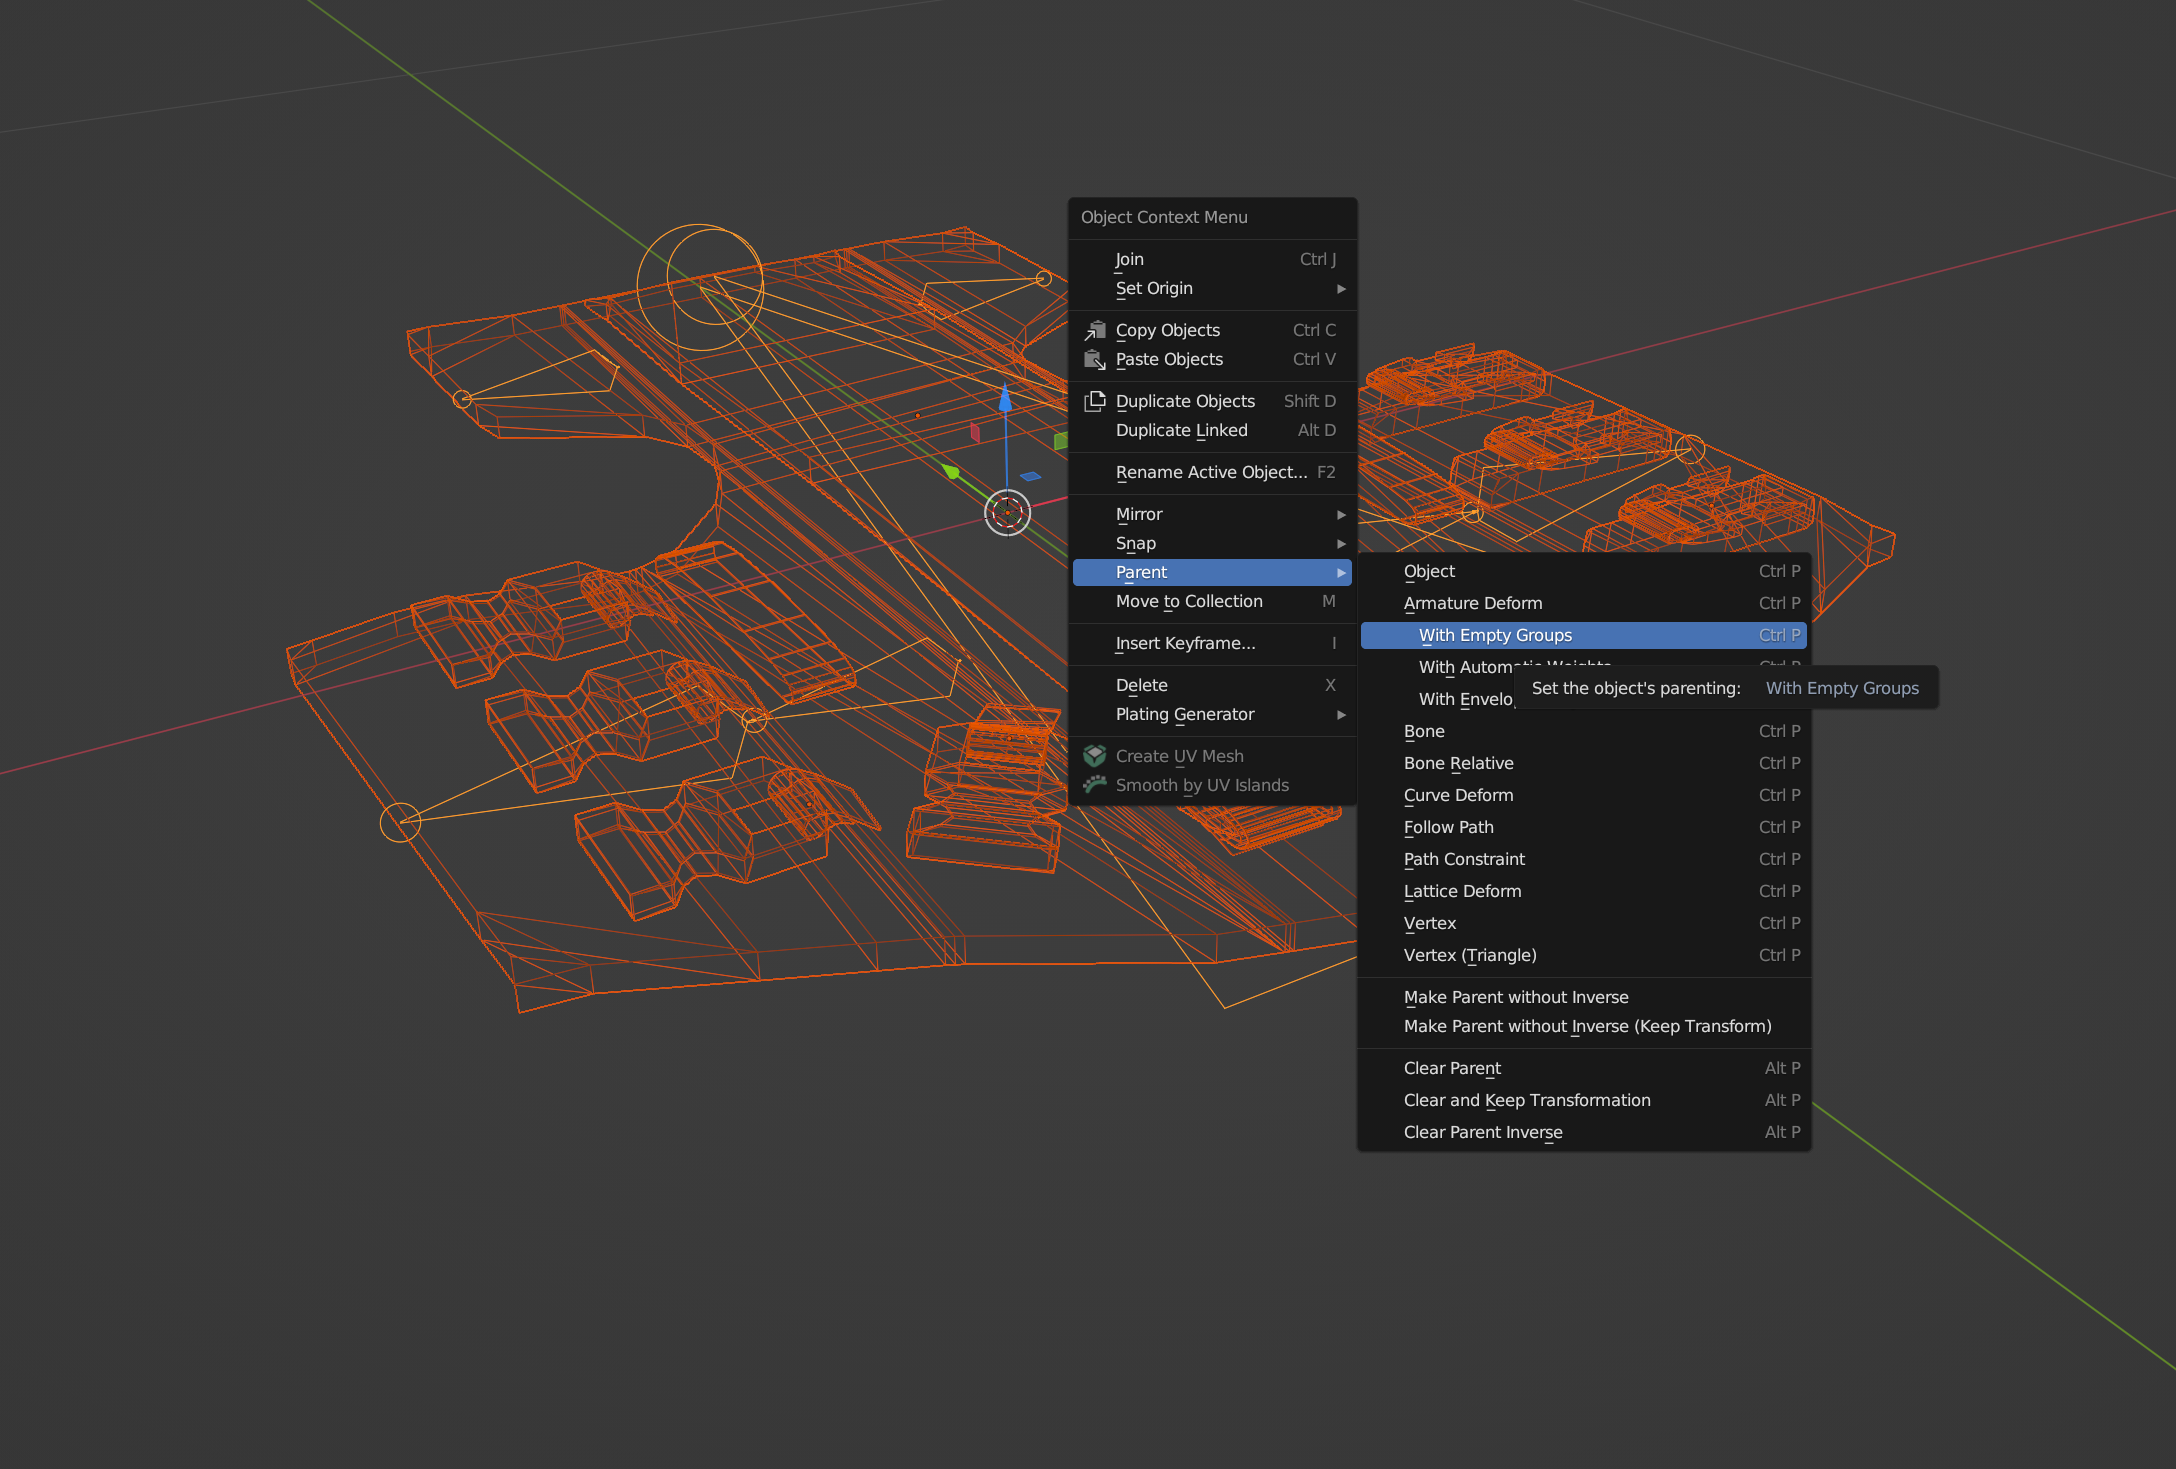 Object Context Menu
Join Ctrl J
Set Origin
Copy Objects Ctrl C
Paste Objects Ctrl V
Duplicate Objects Shift D
Duplicate Linked Alt D
Rename Active Object... F2
Mirror
Snap
Parent
Move to Collection M
Insert Keyframe... I
Delete X
Plating Generator
Create UV Mesh
Smooth by UV Islands
Object Ctrl P
Armature Deform Ctrl P
With Empty Groups Ctrl P
With Automatic Weights Ctrl P
With Envelo
Set the object's parenting: With Empty Groups
Bone Ctrl P
Bone Relative Ctrl P
Curve Deform Ctrl P
Follow Path Ctrl P
Path Constraint Ctrl P
Lattice Deform Ctrl P
Vertex Ctrl P
Vertex (Triangle) Ctrl P
Make Parent without Inverse
Make Parent without Inverse (Keep Transform)
Clear Parent Alt P
Clear and Keep Transformation Alt P
Clear Parent Inverse Alt P